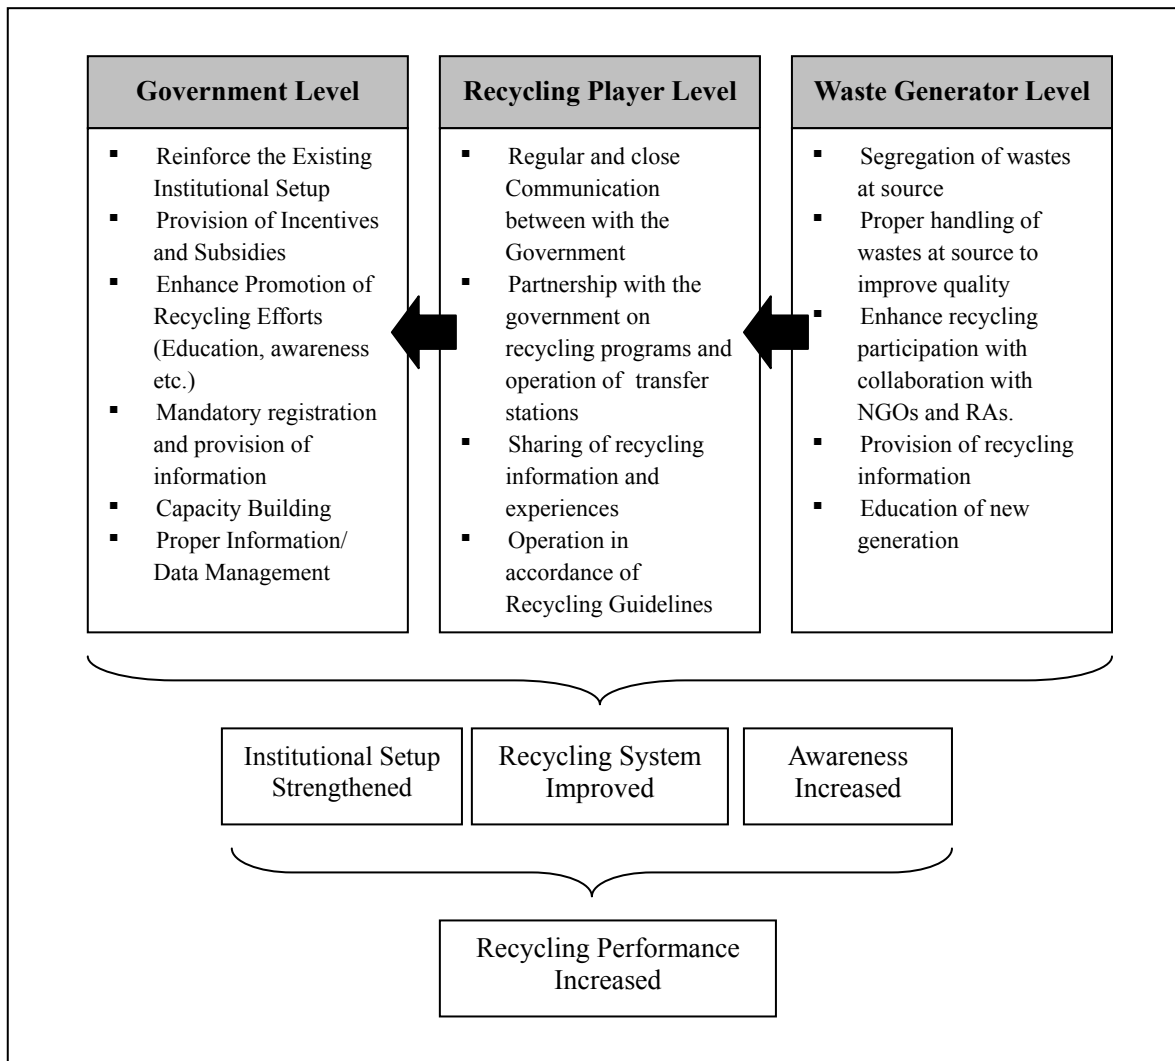 Government Level
▪ Reinforce the Existing
Institutional Setup
▪ Provision of Incentives
and Subsidies
▪ Enhance Promotion of
Recycling Efforts
(Education, awareness
etc.)
▪ Mandatory registration
and provision of
information
▪ Capacity Building
▪ Proper Information/
Data Management
Recycling Player Level
▪ Regular and close
Communication
between with the
Government
▪ Partnership with the
government on
recycling programs and
operation of transfer
stations
▪ Sharing of recycling
information and
experiences
▪ Operation in
accordance of
Recycling Guidelines
Waste Generator Level
▪ Segregation of wastes
at source
▪ Proper handling of
wastes at source to
improve quality
▪ Enhance recycling
participation with
collaboration with
NGOs and RAs.
▪ Provision of recycling
information
▪ Education of new
generation
Institutional Setup
Strengthened
Recycling System
Improved
Awareness
Increased
Recycling Performance
Increased